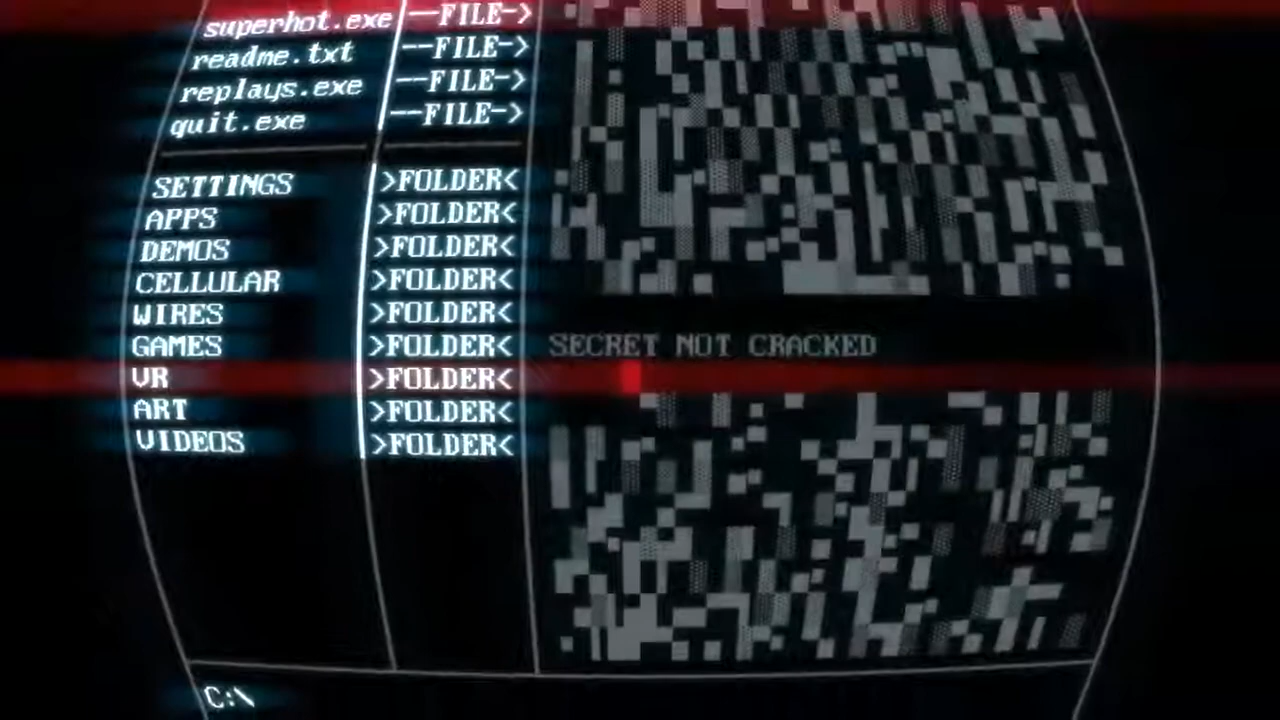 superhot.exe --FILE->
readme.txt --FILE->
replays.exe --FILE->
quit.exe --FILE->
SETTINGS >FOLDER<
APPS >FOLDER<
DEMOS >FOLDER<
CELLULAR >FOLDER<
WIRES >FOLDER<
GAMES >FOLDER<
SECRET NOT CRACKED
VR >FOLDER<
ART >FOLDER<
VIDEOS >FOLDER<
C:\